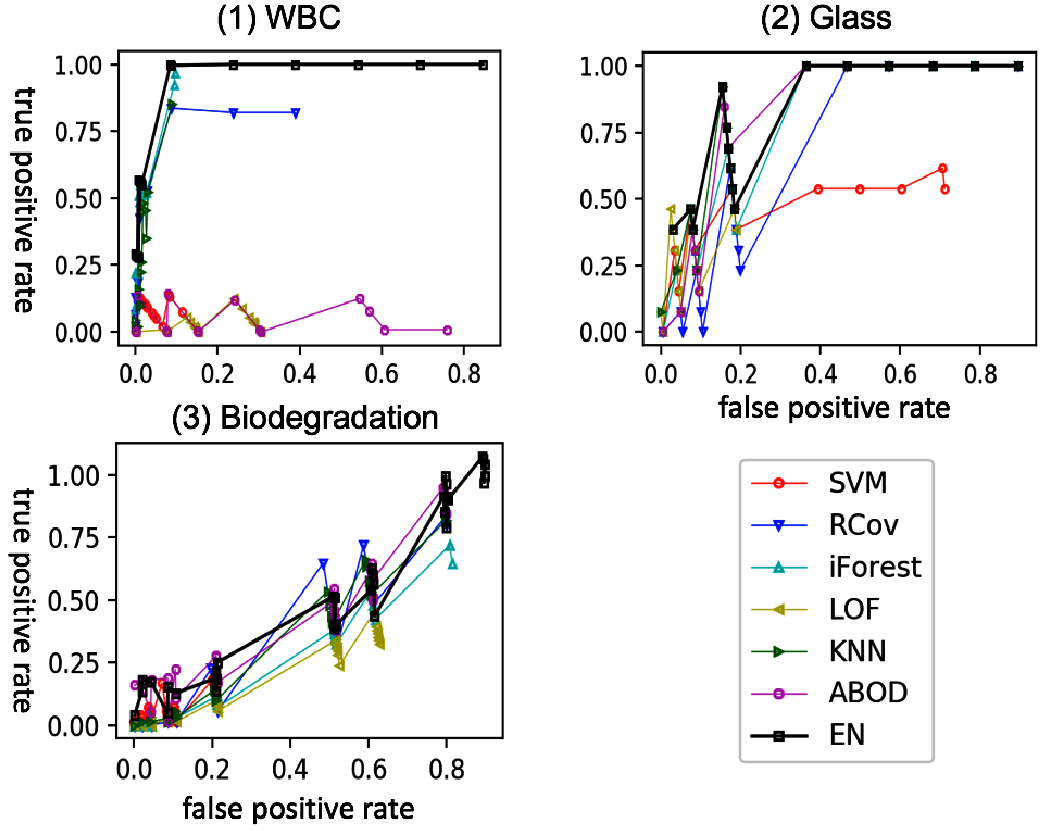 (1) WBC
(2) Glass
true positive rate
1.00
0.75
0.50
0.25
0.00
0.0 0.2 0.4 0.6 0.8
1.00
0.75
0.50
0.25
0.00
0.0 0.2 0.4 0.6 0.8
false positive rate
(3) Biodegradation
true positive rate
1.00
0.75
0.50
0.25
0.00
0.0 0.2 0.4 0.6 0.8
false positive rate
SVM
RCov
iForest
LOF
KNN
ABOD
EN